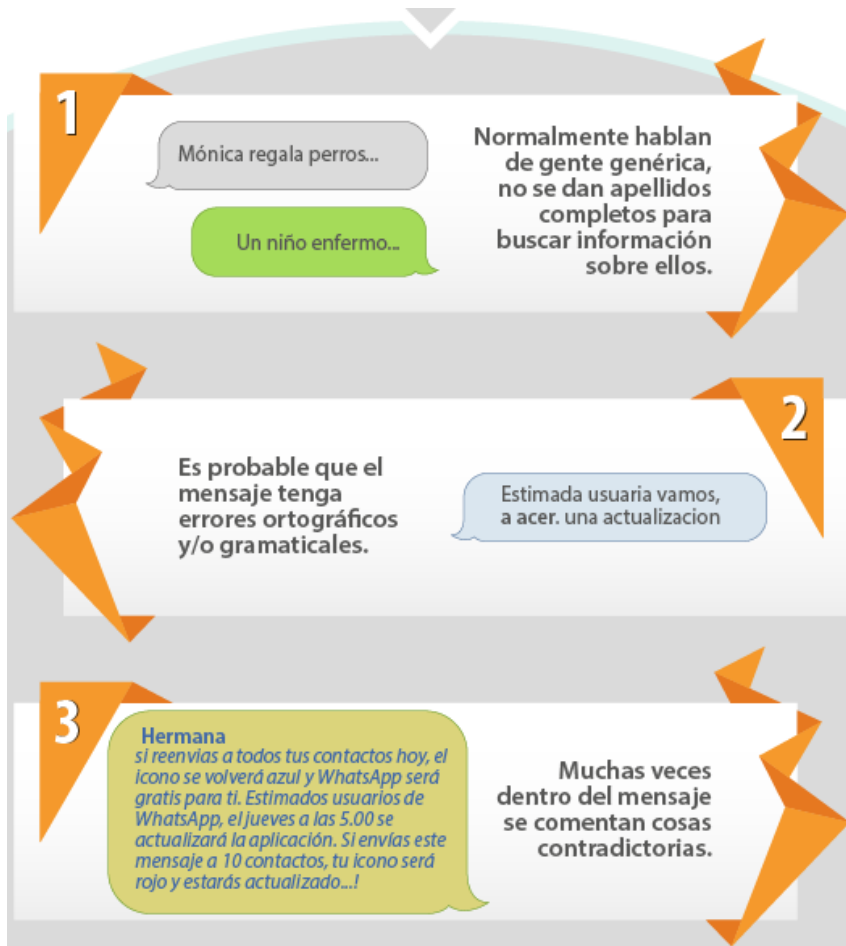 1
Mónica regala perros...
Un niño enfermo...
Normalmente hablan
de gente genérica,
no se dan apellidos
completos para
buscar información
sobre ellos.
2
Es probable que el
mensaje tenga
errores ortográficos
y/o gramaticales.
Estimada usuaria vamos,
a acer. una actualizacion
3
Hermana
si reenvias a todos tus contactos hoy, el
icono se volverá azul y WhatsApp será
gratis para ti. Estimados usuarios de
WhatsApp, el jueves a las 5.00 se
actualizará la aplicación. Si envías este
mensaje a 10 contactos, tu icono será
rojo y estarás actualizado...!
Muchas veces
dentro del mensaje
se comentan cosas
contradictorias.